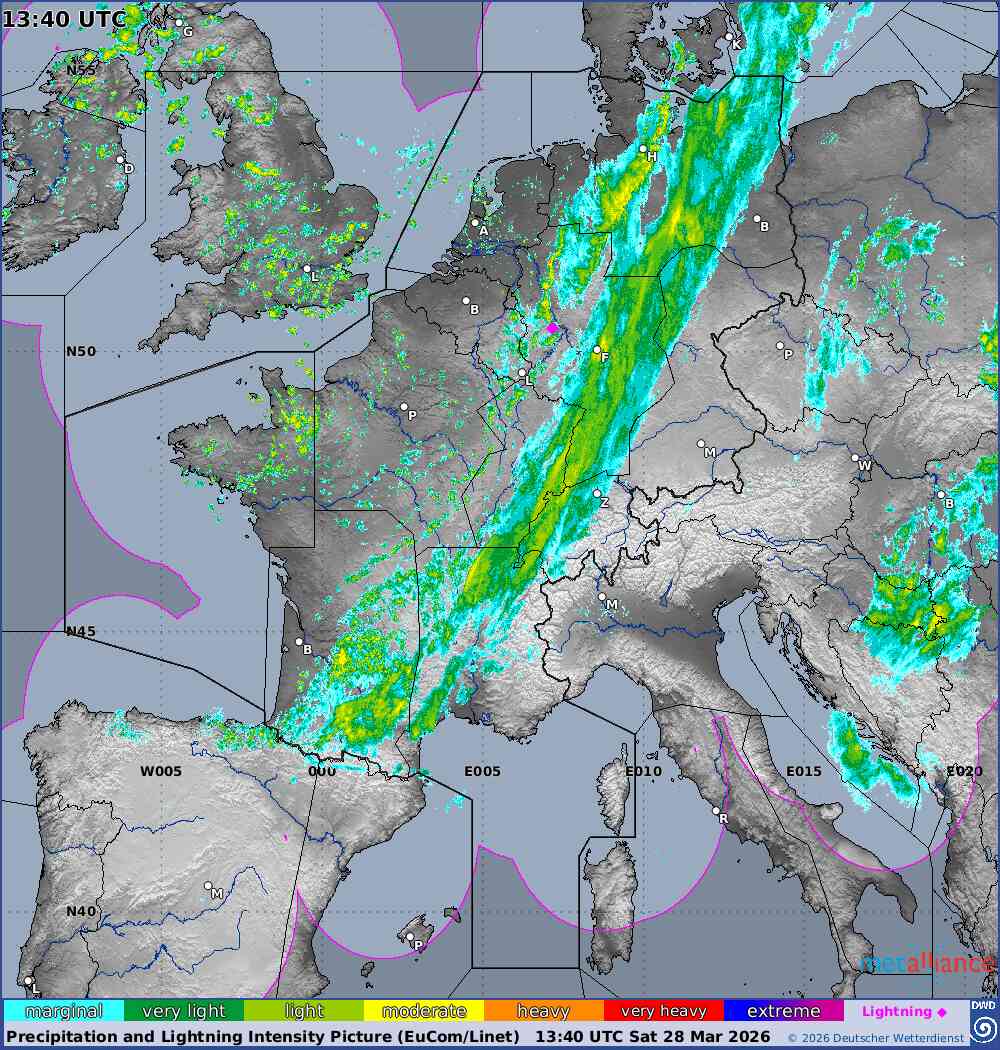 13:40 UTC
G
K
N55
H
D
A
B
L
B
N50
F
P
L
P
M
W
Z
B
M
N45
B
W005
000
E005
E010
E015
E020
R
M
N40
P
L
metalliance
marginal very light light moderate heavy very heavy extreme Lightning ◆
DWD
Precipitation and Lightning Intensity Picture (EuCom/Linet) 13:40 UTC Sat 28 Mar 2026 © 2026 Deutscher Wetterdienst